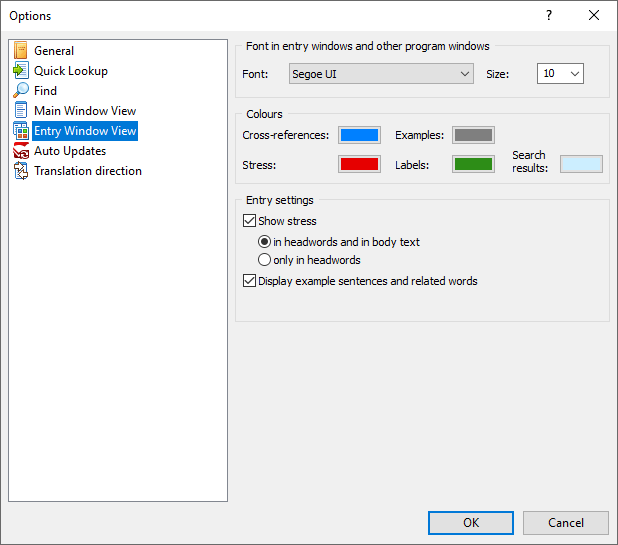 Options
?
General
Quick Lookup
Find
Main Window View
Entry Window View
Auto Updates
Translation direction
Font in entry windows and other program windows
Font: Segoe UI Size: 10
Colours
Cross-references: Examples:
Stress: Labels: Search results:
Entry settings
Show stress
in headwords and in body text
only in headwords
Display example sentences and related words
OK Cancel